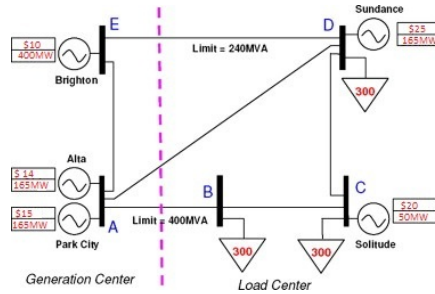 Sundance
E
D
$10
400MW
$25
165MW
Limit = 240MVA
Brighton
300
Alta
$14
165MW
B
C
$20
50MW
$15
165MW
A
Limit = 400MVA
Park City
300
300
Solitude
Generation Center
Load Center